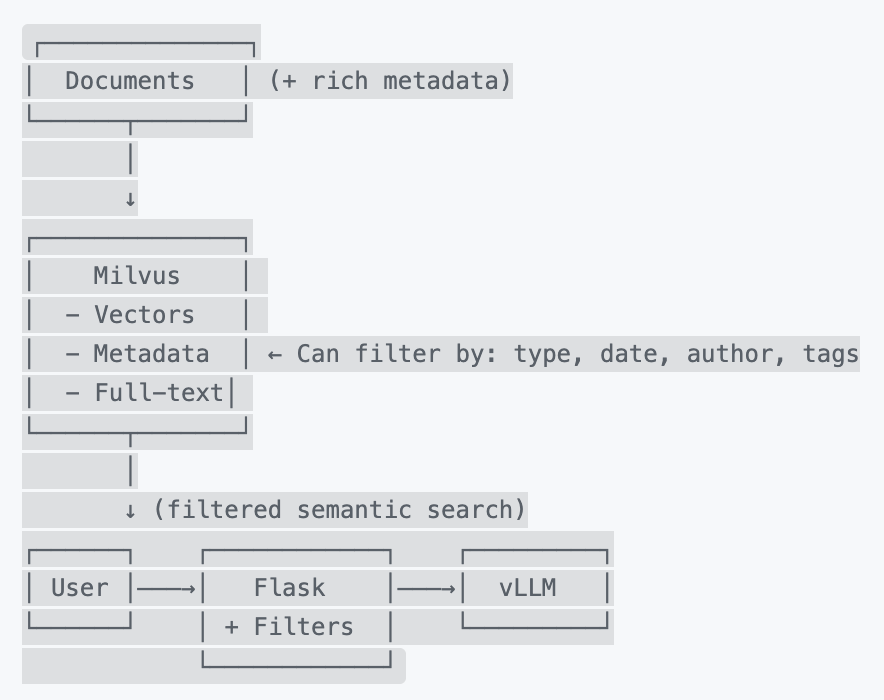 Documents (+ rich metadata)
↓
Milvus
- Vectors
- Metadata ← Can filter by: type, date, author, tags
- Full-text
↓ (filtered semantic search)
User → Flask → vLLM
+ Filters